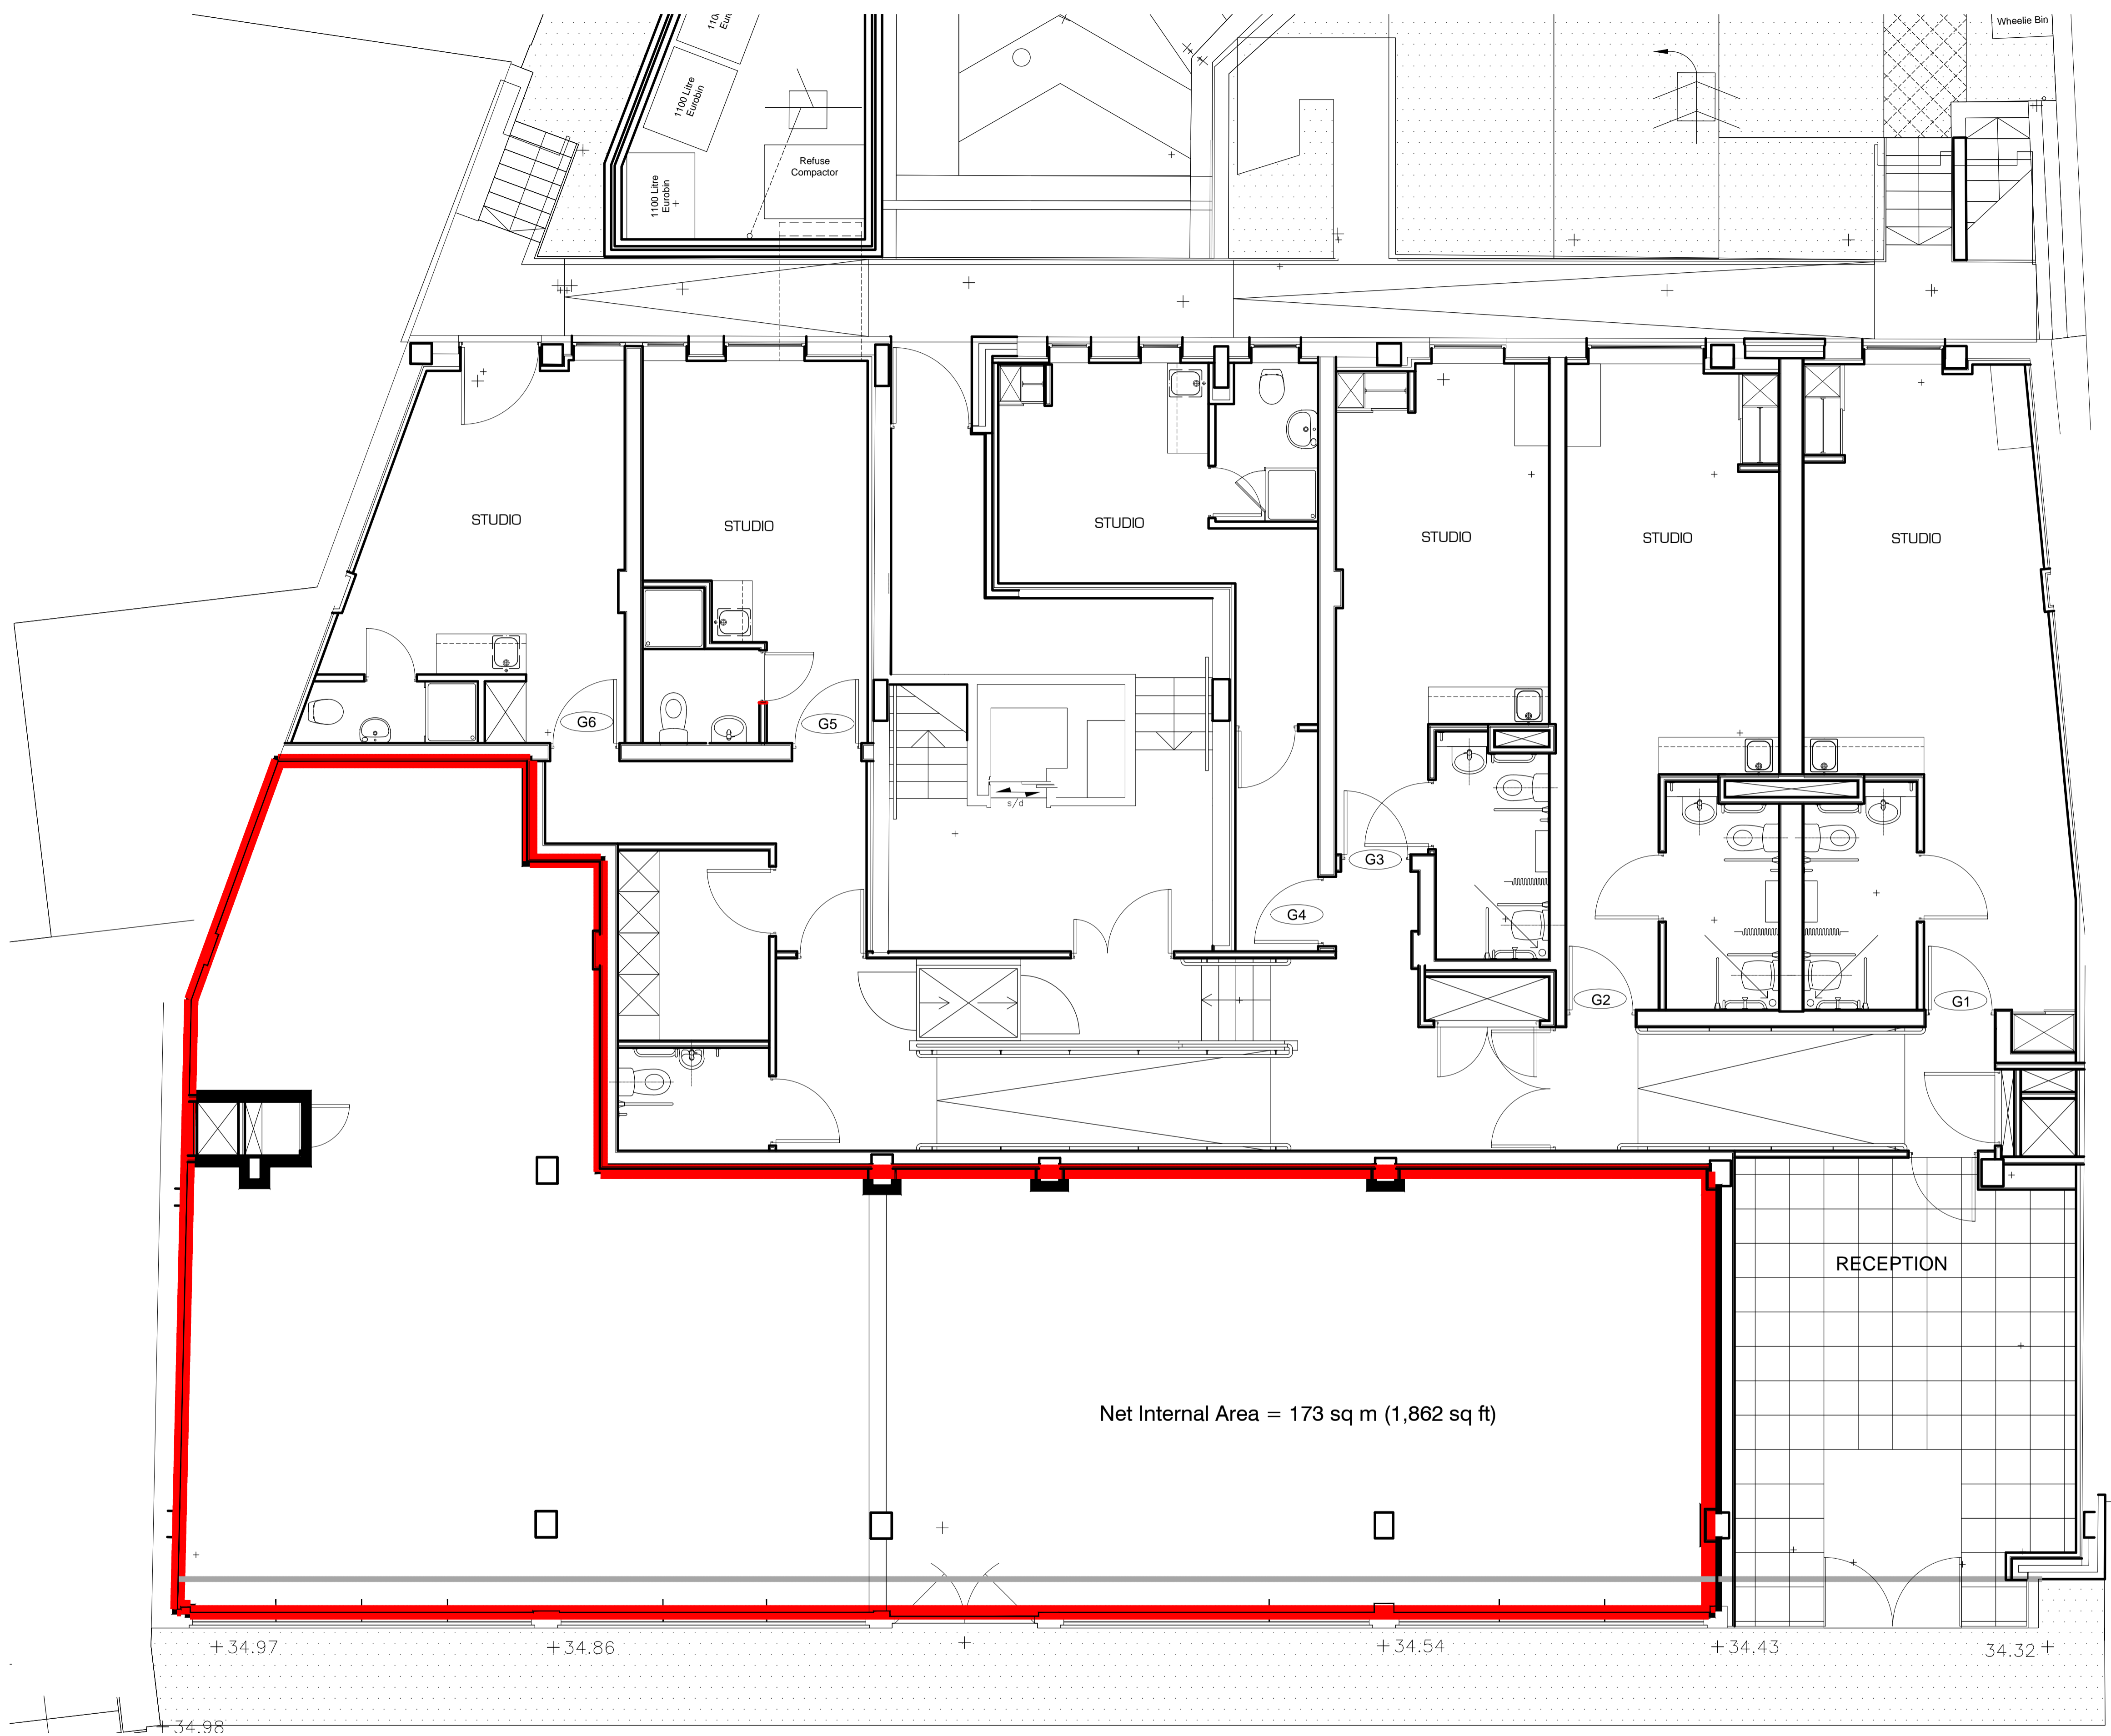 1100
Euro
Wheelie Bin
1100 Litre
Eurobin
Refuse
Compactor
1100 Litre
Eurobin
STUDIO
STUDIO
STUDIO
STUDIO
STUDIO
STUDIO
G6
G5
s/d
G3
G4
G2
G1
RECEPTION
Net Internal Area = 173 sq m (1,862 sq ft)
34.97
34.86
34.54
34.43
34.32
34.98